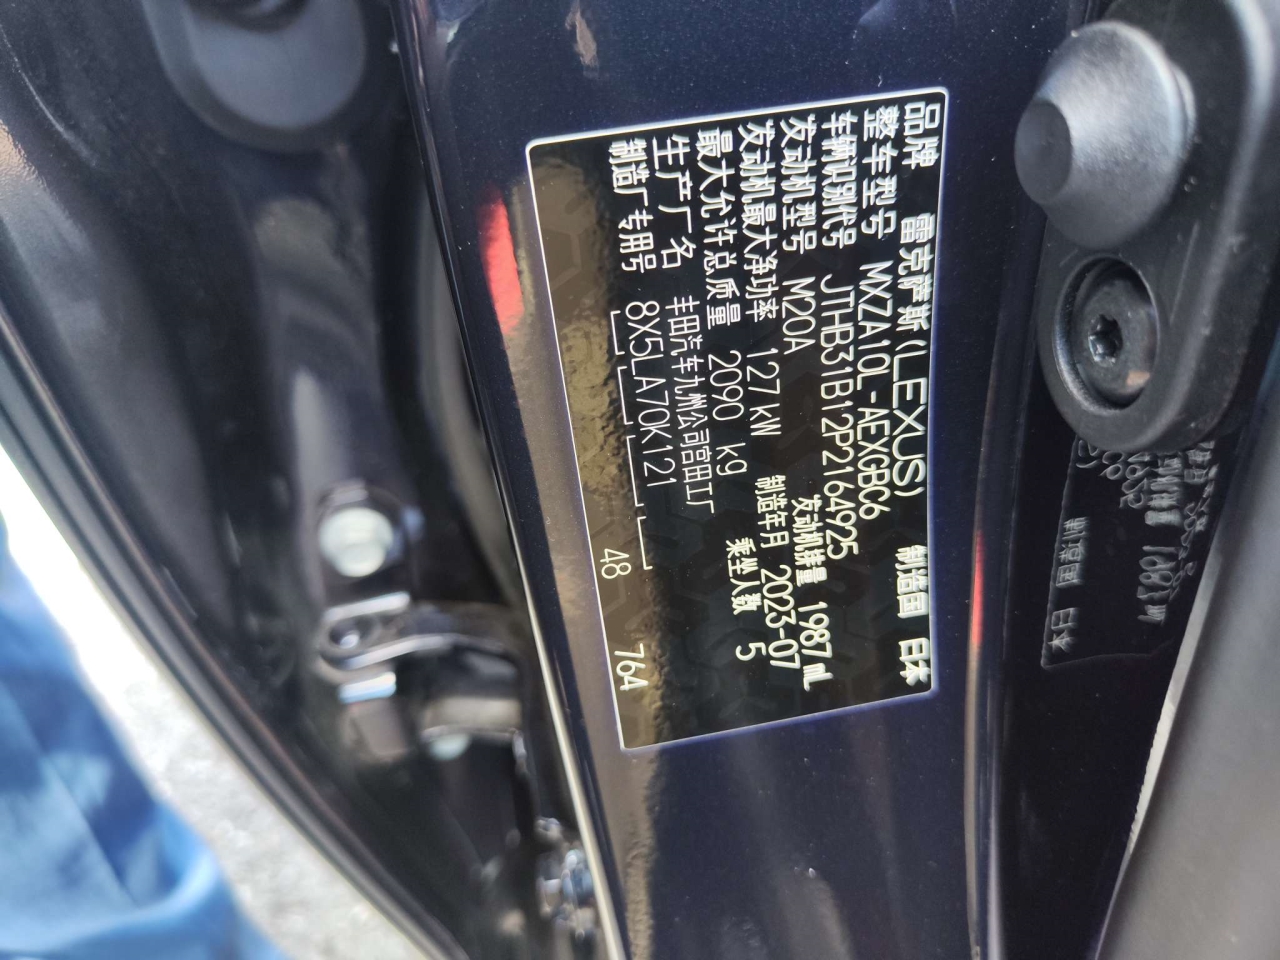 品牌 雷克萨斯(LEXUS) 制造国 日本
整车型号 MXZA10L-AEXGBC6
车辆识别代号 JTHB31B12P2164925
发动机型号 M20A 发动机排量 1987mL
发动机最大净功率 127kW 制造年月 2023-07
最大允许总质量 2090 kg 乘坐人数 5
生产厂名 丰田汽车九州公司宫田工厂
制造厂专用号 8X5LA70K121
48 764